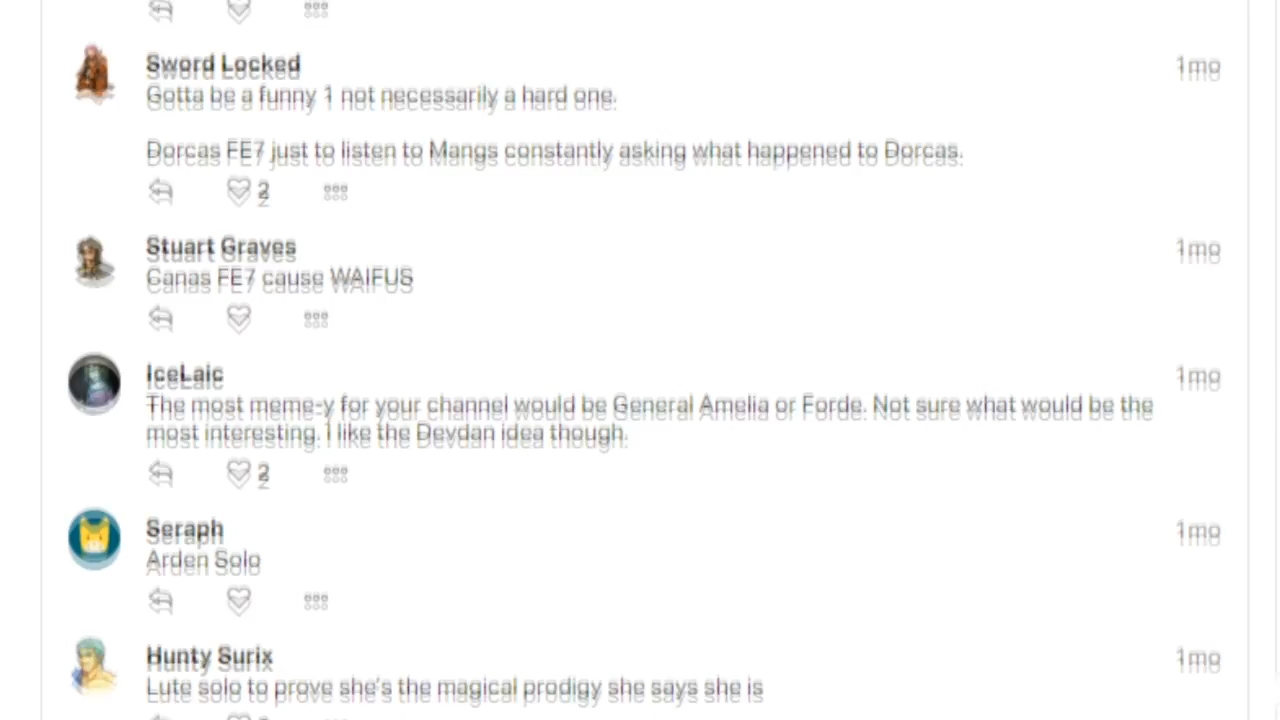 Sword Locked 1mo
Gotta be a funny 1 not necessarily a hard one.
Dorcas FE7 just to listen to Mangs constantly asking what happened to Dorcas.
2
Stuart Graves 1mo
Canas FE7 cause WAIFUS
IceLaic 1mo
The most meme-y for your channel would be General Amelia or Forde. Not sure what would be the
most interesting. I like the Devdan idea though.
2
Seraph 1mo
Arden Solo
Hunty Surix 1mo
Lute solo to prove she's the magical prodigy she says she is